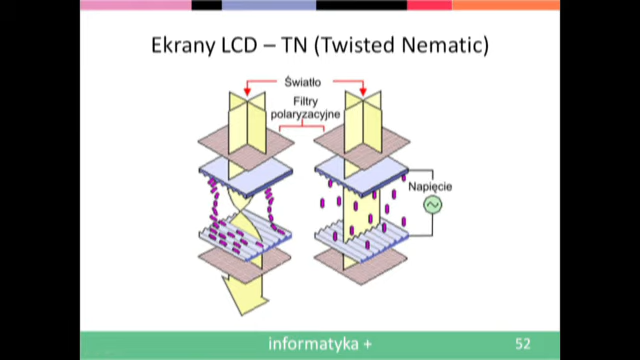 Ekrany LCD – TN (Twisted Nematic)
Światło
Filtry
polaryzacyjne
Napięcie
informatyka +
52